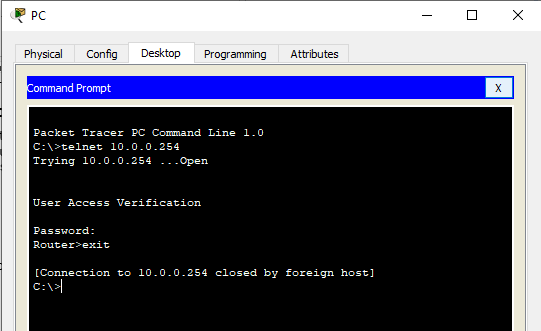 PC
Physical Config Desktop Programming Attributes
Command Prompt X
Packet Tracer PC Command Line 1.0
C:\>telnet 10.0.0.254
Trying 10.0.0.254 ...Open
User Access Verification
Password:
Router>exit
[Connection to 10.0.0.254 closed by foreign host]
C:\>